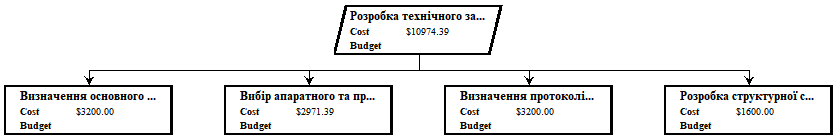 Розробка технічного за...
Cost $10974.39
Budget
Визначення основного ...
Cost $3200.00
Budget
Вибір апаратного та пр...
Cost $2971.39
Budget
Визначення протоколі...
Cost $3200.00
Budget
Розробка структурної с...
Cost $1600.00
Budget